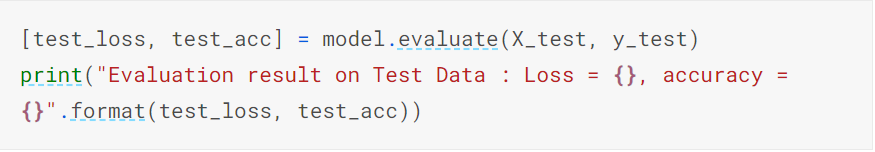 [test_loss, test_acc] = model.evaluate(X_test, y_test)
print("Evaluation result on Test Data : Loss = {}, accuracy =
{}".format(test_loss, test_acc))